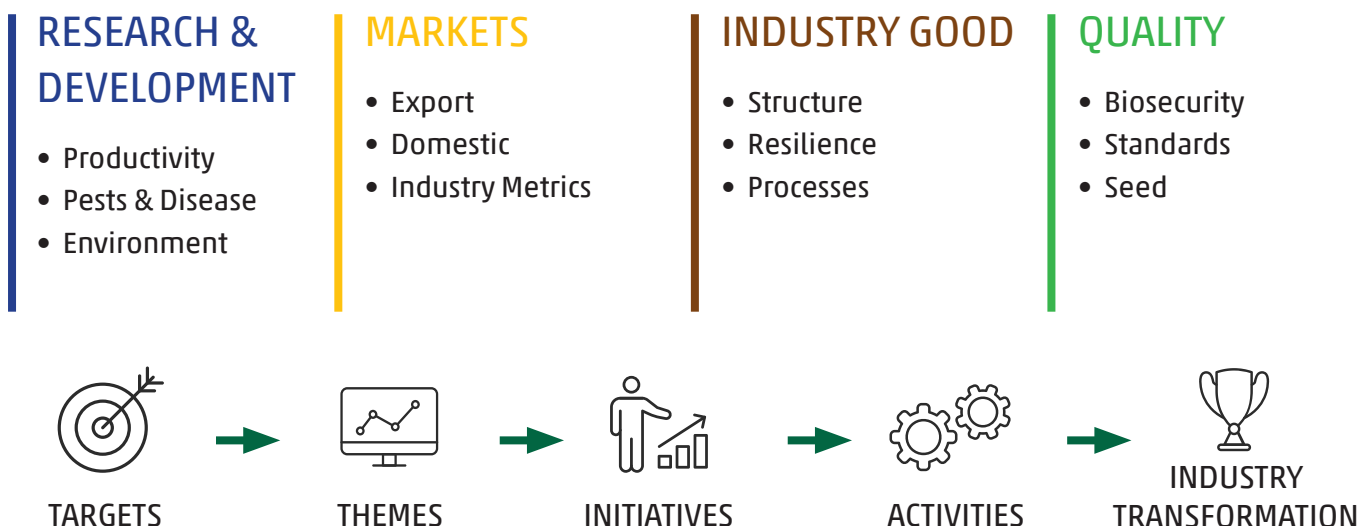 RESEARCH &
DEVELOPMENT
• Productivity
• Pests & Disease
• Environment
MARKETS
• Export
• Domestic
• Industry Metrics
INDUSTRY GOOD
• Structure
• Resilience
• Processes
QUALITY
• Biosecurity
• Standards
• Seed
TARGETS
THEMES
INITIATIVES
ACTIVITIES
INDUSTRY
TRANSFORMATION